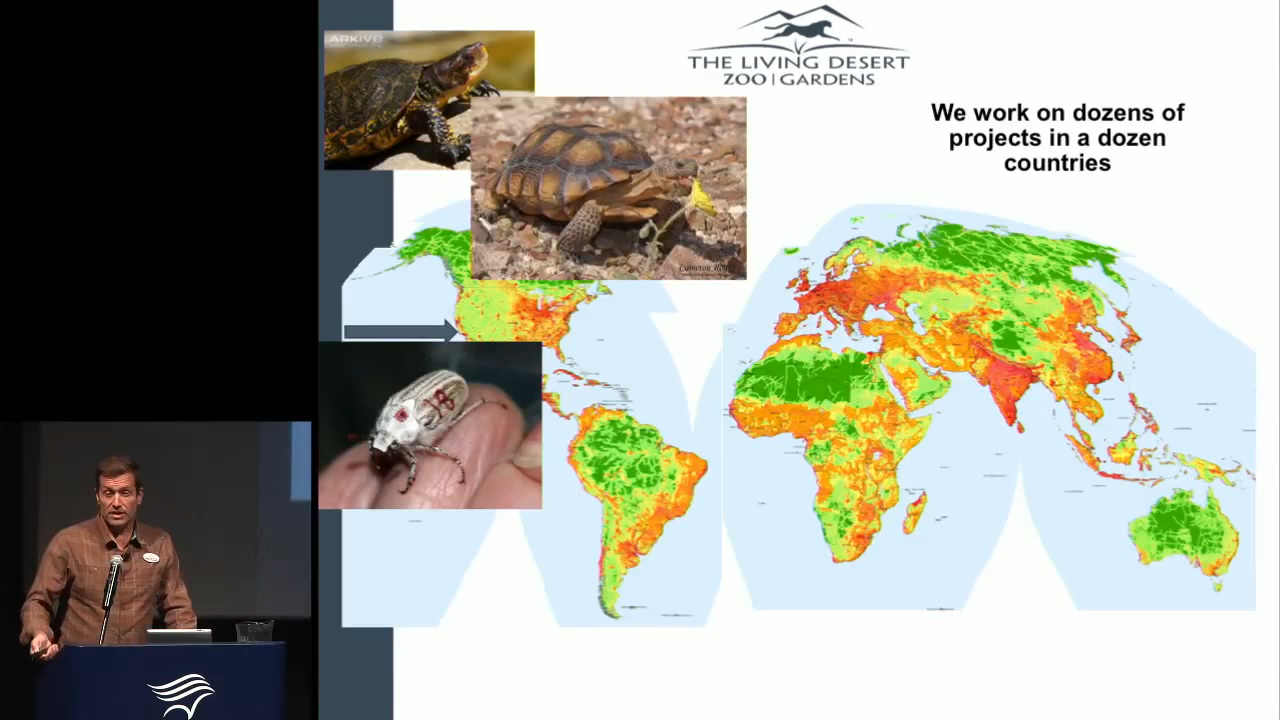 ARKIVE
THE LIVING DESERT
ZOO | GARDENS
We work on dozens of
projects in a dozen
countries